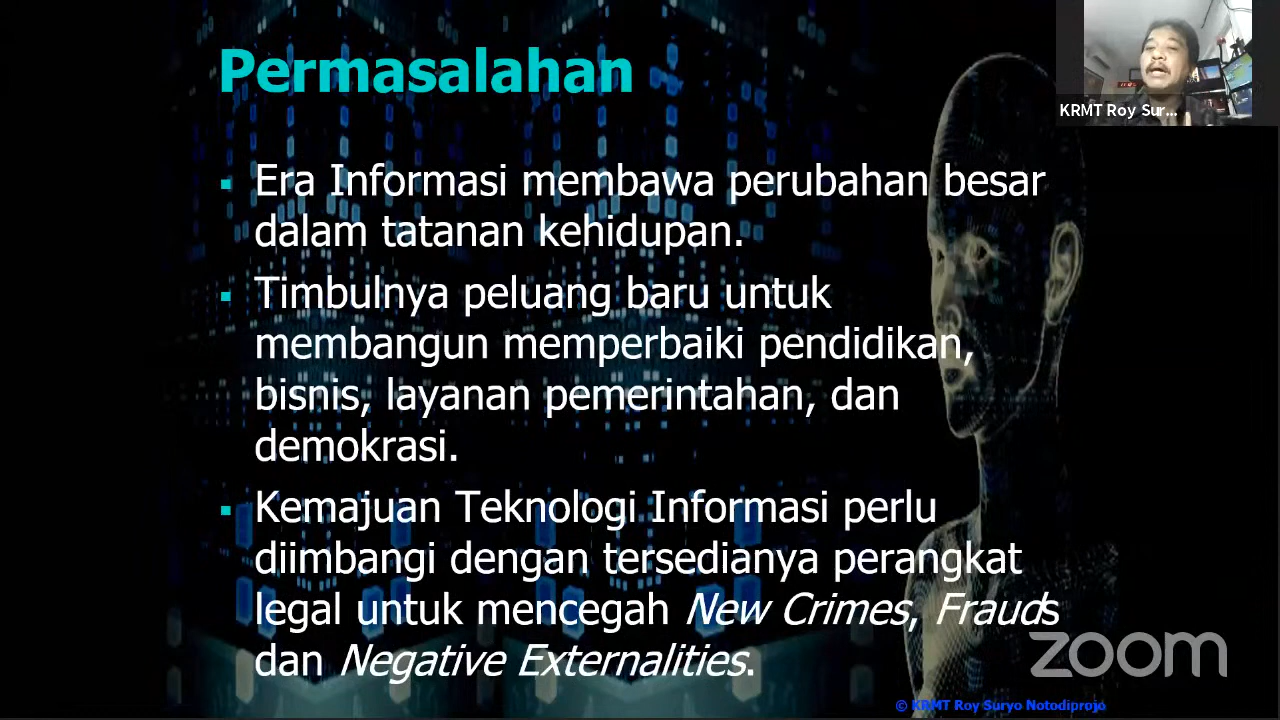 Permasalahan
KRMT Roy Sur...
▪ Era Informasi membawa perubahan besar
dalam tatanan kehidupan.
▪ Timbulnya peluang baru untuk
membangun memperbaiki pendidikan,
bisnis, layanan pemerintahan, dan
demokrasi.
▪ Kemajuan Teknologi Informasi perlu
diimbangi dengan tersedianya perangkat
legal untuk mencegah New Crimes, Frauds
dan Negative Externalities.
zoom
© KRMT Roy Suryo Notodiprojo